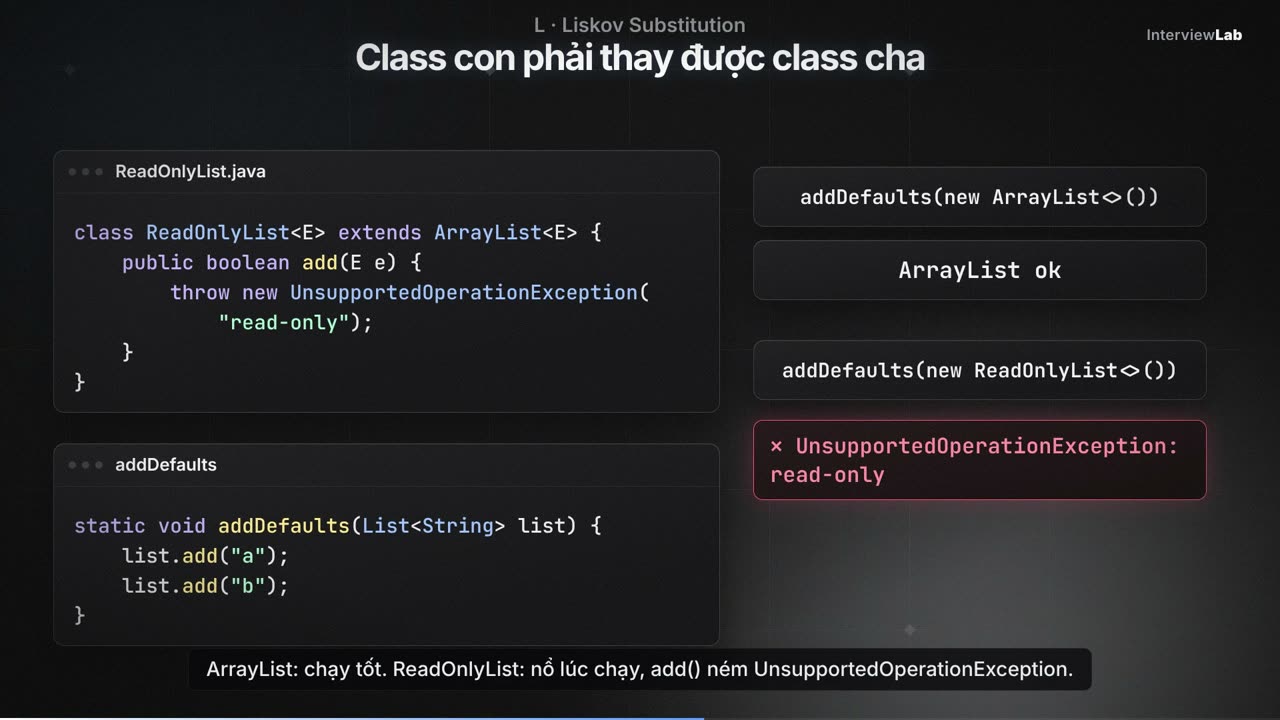 L · Liskov Substitution
Class con phải thay được class cha
InterviewLab
ReadOnlyList.java
class ReadOnlyList<E> extends ArrayList<E> {
    public boolean add(E e) {
        throw new UnsupportedOperationException(
            "read-only");
    }
}
addDefaults
static void addDefaults(List<String> list) {
    list.add("a");
    list.add("b");
}
addDefaults(new ArrayList<>())
ArrayList ok
addDefaults(new ReadOnlyList<>())
× UnsupportedOperationException:
read-only
ArrayList: chạy tốt. ReadOnlyList: nổ lúc chạy, add() ném UnsupportedOperationException.